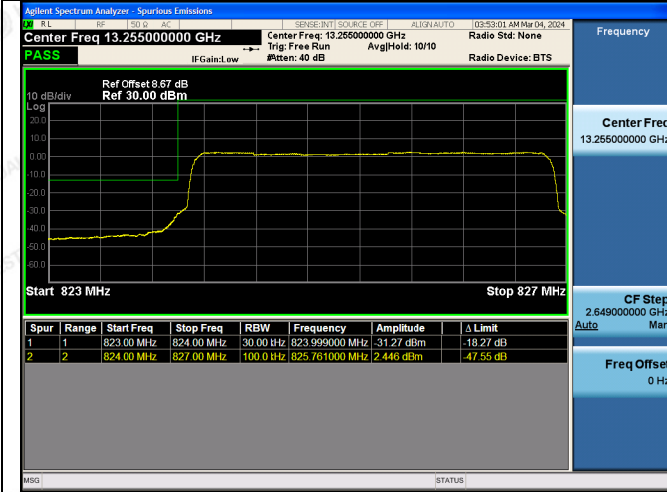 Agilent Spectrum Analyzer - Spurious Emissions
RL RF 50 Ω AC SENSE:INT SOURCE OFF ALIGN AUTO 03:53:01 AM Mar 04, 2024
Center Freq 13.255000000 GHz
Center Freq: 13.255000000 GHz Radio Std: None
Trig: Free Run Avg|Hold: 10/10
PASS IFGain:Low #Atten: 40 dB Radio Device: BTS
Ref Offset 8.67 dB
10 dB/div Ref 30.00 dBm
Log
20.0
10.0
0.00
-10.0
-20.0
-30.0
-40.0
-50.0
-60.0
Start 823 MHz Stop 827 MHz
Spur Range Start Freq Stop Freq RBW Frequency Amplitude Δ Limit
1 1 823.00 MHz 824.00 MHz 30.00 kHz 823.999000 MHz -31.27 dBm -18.27 dB
2 2 824.00 MHz 827.00 MHz 100.0 kHz 825.761000 MHz 2.446 dBm -47.55 dB
MSG STATUS
Frequency
Center Freq
13.255000000 GHz
CF Step
2.649000000 GHz
Auto Man
Freq Offset
0 Hz